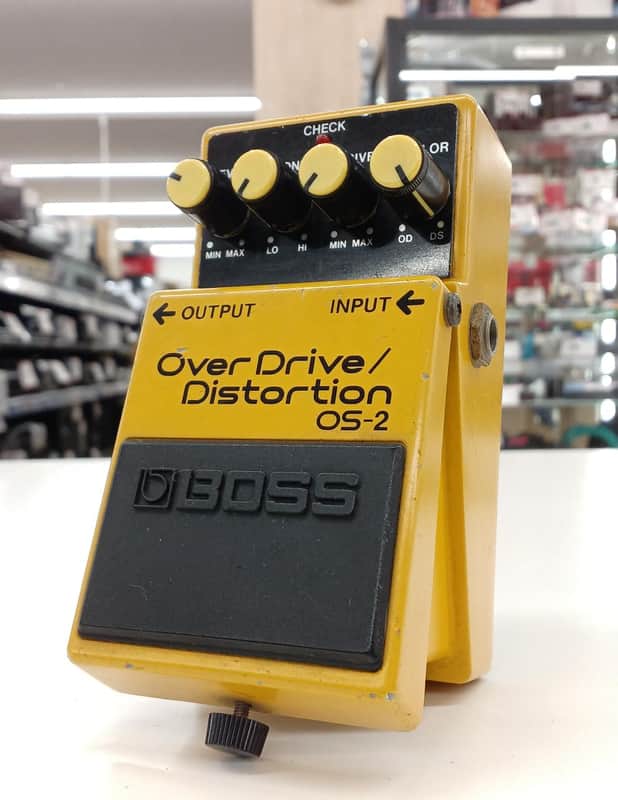 CHECK
MIN MAX LO HI MIN MAX OD DS
OUTPUT INPUT
Over Drive/
Distortion
OS-2
BOSS